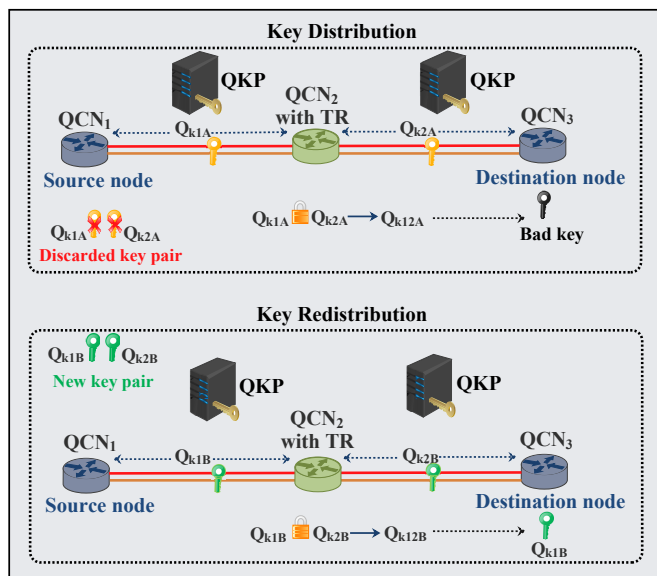 Key Distribution
QKP
QKP
QCN1
QCN2
with TR
QCN3
Qk1A
Qk2A
Source node
Destination node
Qk1A Qk2A
Discarded key pair
Qk1A Qk2A Qk12A
Bad key
Key Redistribution
Qk1B Qk2B
New key pair
QKP
QKP
QCN1
QCN2
with TR
QCN3
Qk1B
Qk2B
Source node
Destination node
Qk1B Qk2B Qk12B
Qk1B